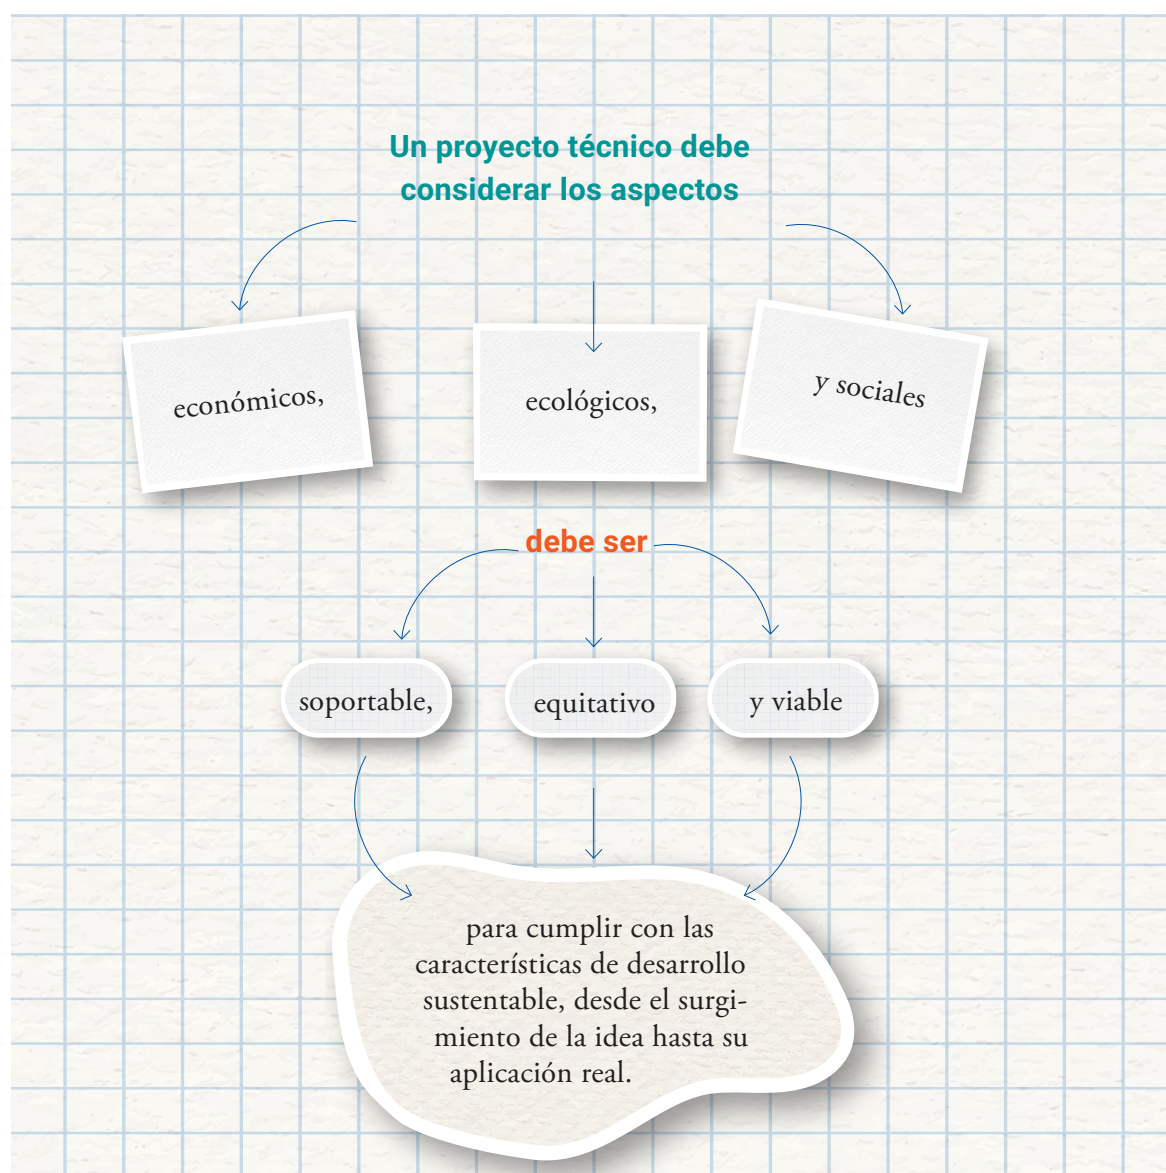 Un proyecto técnico debe
considerar los aspectos
económicos,
ecológicos,
y sociales
debe ser
soportable,
equitativo
y viable
para cumplir con las
características de desarrollo
sustentable, desde el surgi-
miento de la idea hasta su
aplicación real.